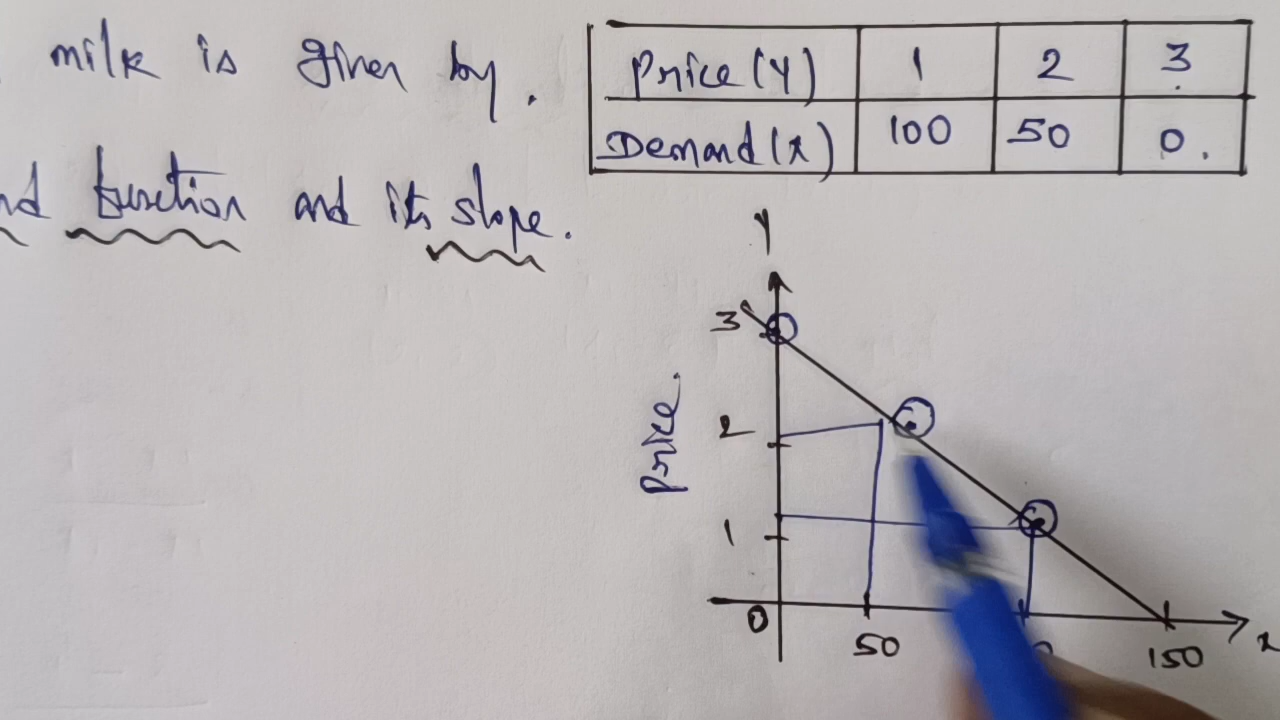 milk is given by.
function and its slope.
Price (Y) 1 2 3
Demand (x) 100 50 0.
Y
3
2
1
Price.
0 50 150 x